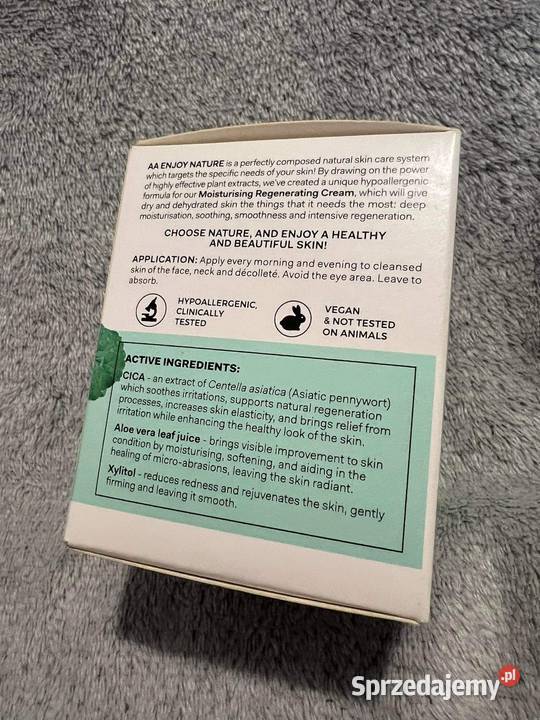 AA ENJOY NATURE is a perfectly composed natural skin care system
which targets the specific needs of your skin! By drawing on the power
of highly effective plant extracts, we've created a unique hypoallergenic
formula for our Moisturising Regenerating Cream, which will give
dry and dehydrated skin the things that it needs the most: deep
moisturisation, soothing, smoothness and intensive regeneration.
CHOOSE NATURE, AND ENJOY A HEALTHY
AND BEAUTIFUL SKIN!
APPLICATION: Apply every morning and evening to cleansed
skin of the face, neck and décolleté. Avoid the eye area. Leave to
absorb.
HYPOALLERGENIC,
CLINICALLY
TESTED
VEGAN
& NOT TESTED
ON ANIMALS
ACTIVE INGREDIENTS:
CICA - an extract of Centella asiatica (Asiatic pennywort)
which soothes irritations, supports natural regeneration
processes, increases skin elasticity, and brings relief from
irritation while enhancing the healthy look of the skin.
Aloe vera leaf juice - brings visible improvement to skin
condition by moisturising, softening, and aiding in the
healing of micro-abrasions, leaving the skin radiant.
Xylitol - reduces redness and rejuvenates the skin, gently
firming and leaving it smooth.
Sprzedajemy.pl